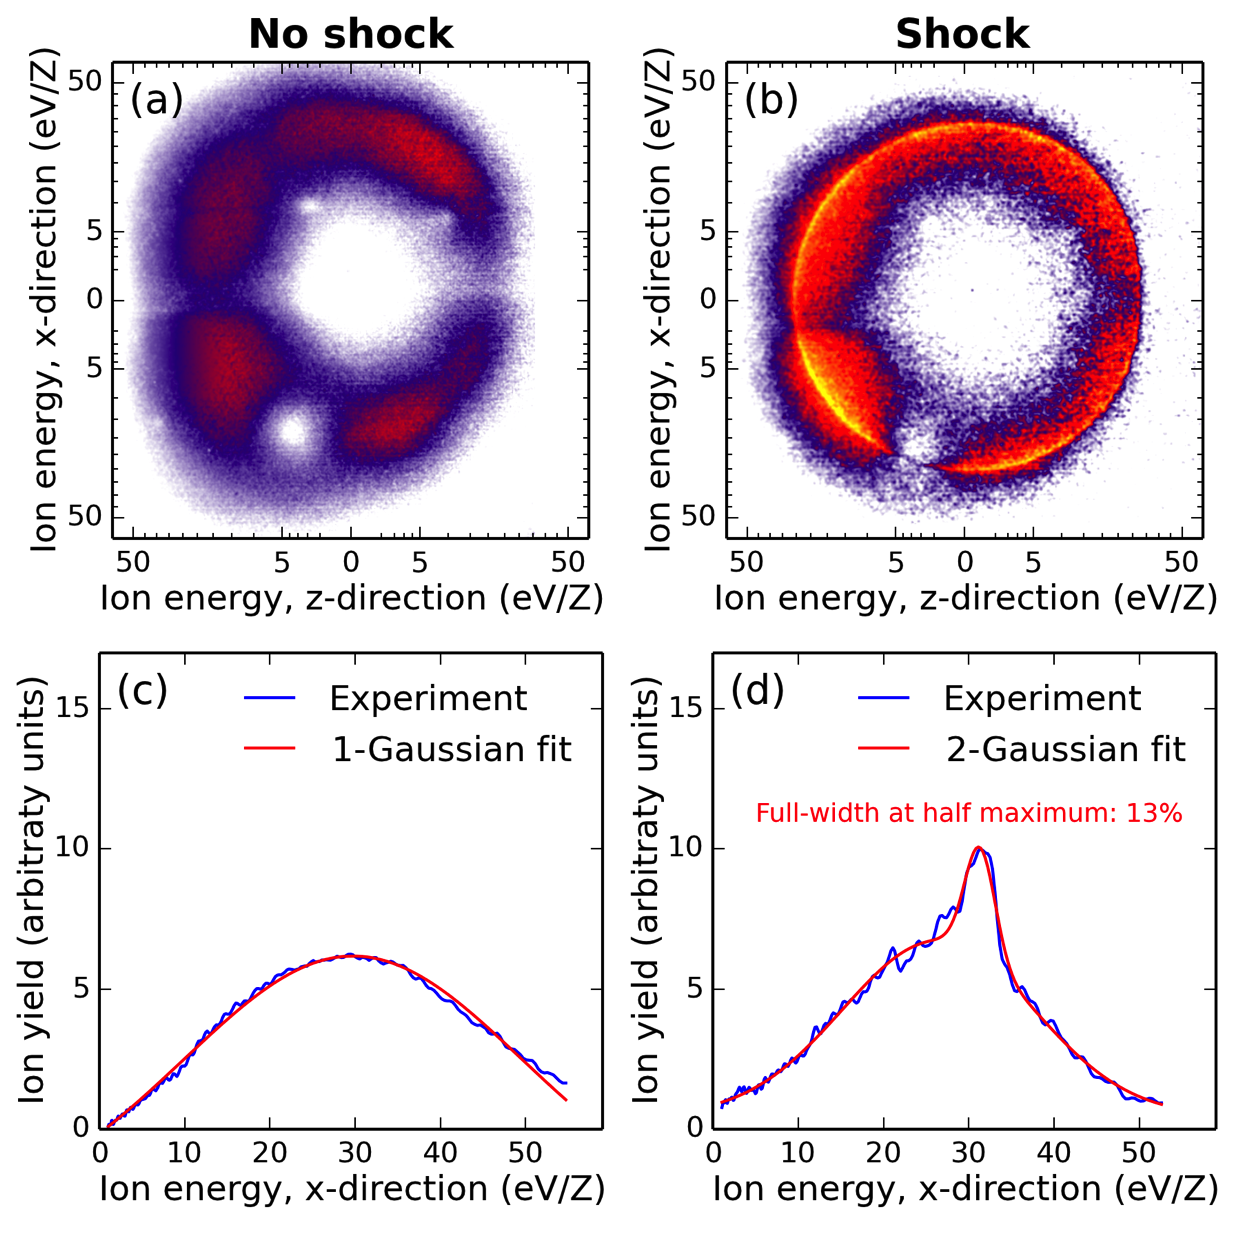 No shock
Shock
(a)
Ion energy, x-direction (eV/Z)
50
5
0
5
50
50
5
0
5
50
Ion energy, z-direction (eV/Z)
(b)
Ion energy, x-direction (eV/Z)
50
5
0
5
50
50
5
0
5
50
Ion energy, z-direction (eV/Z)
(c)
Experiment
1-Gaussian fit
Ion yield (arbitraty units)
15
10
5
0
0
10
20
30
40
50
Ion energy, x-direction (eV/Z)
(d)
Experiment
2-Gaussian fit
Full-width at half maximum: 13%
Ion yield (arbitraty units)
15
10
5
0
0
10
20
30
40
50
Ion energy, x-direction (eV/Z)